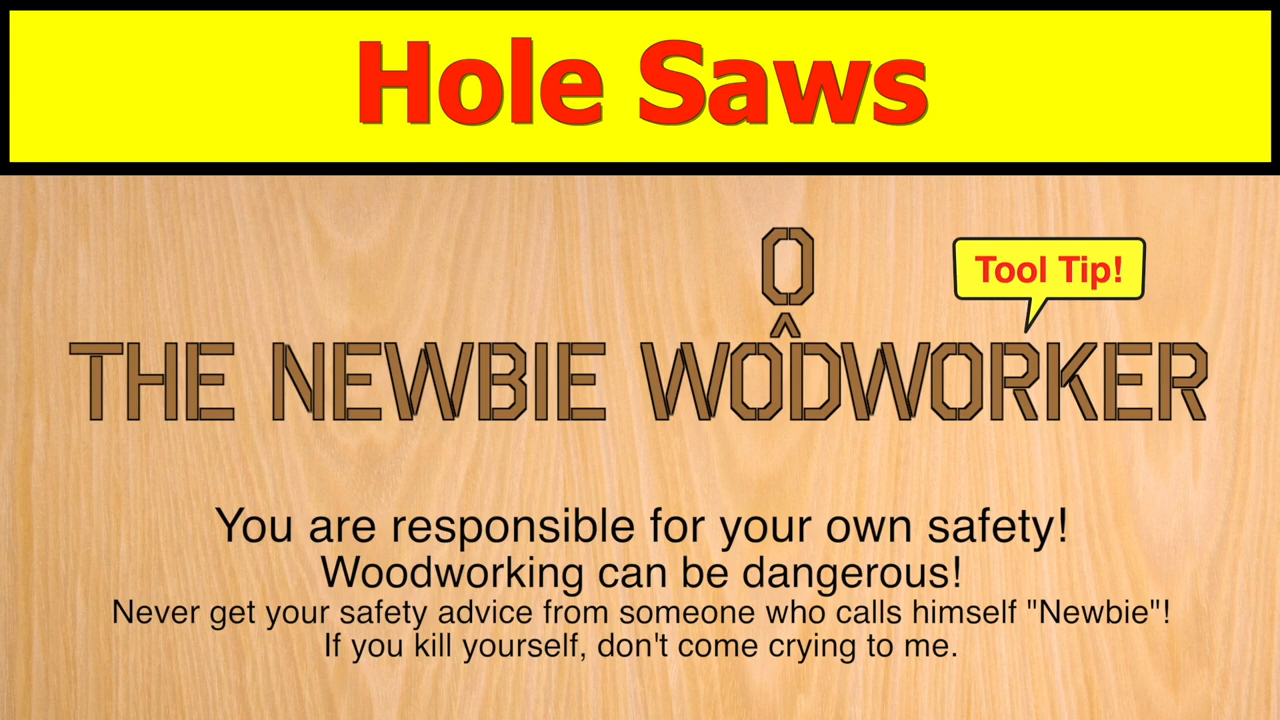 Hole Saws
O
Tool Tip!
^
THE NEWBIE WODWORKER
You are responsible for your own safety!
Woodworking can be dangerous!
Never get your safety advice from someone who calls himself "Newbie"!
If you kill yourself, don't come crying to me.